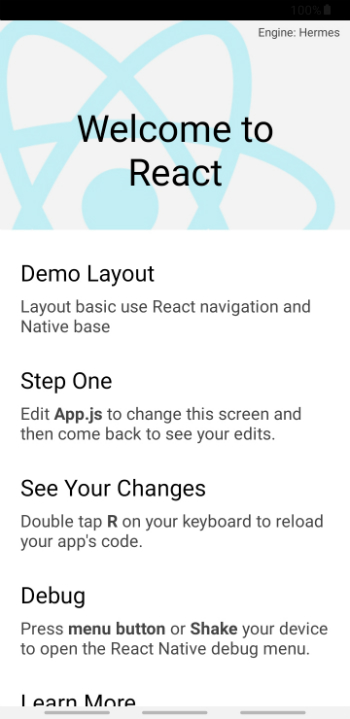 100%
Engine: Hermes
Welcome to
React
Demo Layout
Layout basic use React navigation and
Native base
Step One
Edit App.js to change this screen and
then come back to see your edits.
See Your Changes
Double tap R on your keyboard to reload
your app's code.
Debug
Press menu button or Shake your device
to open the React Native debug menu.
Learn More